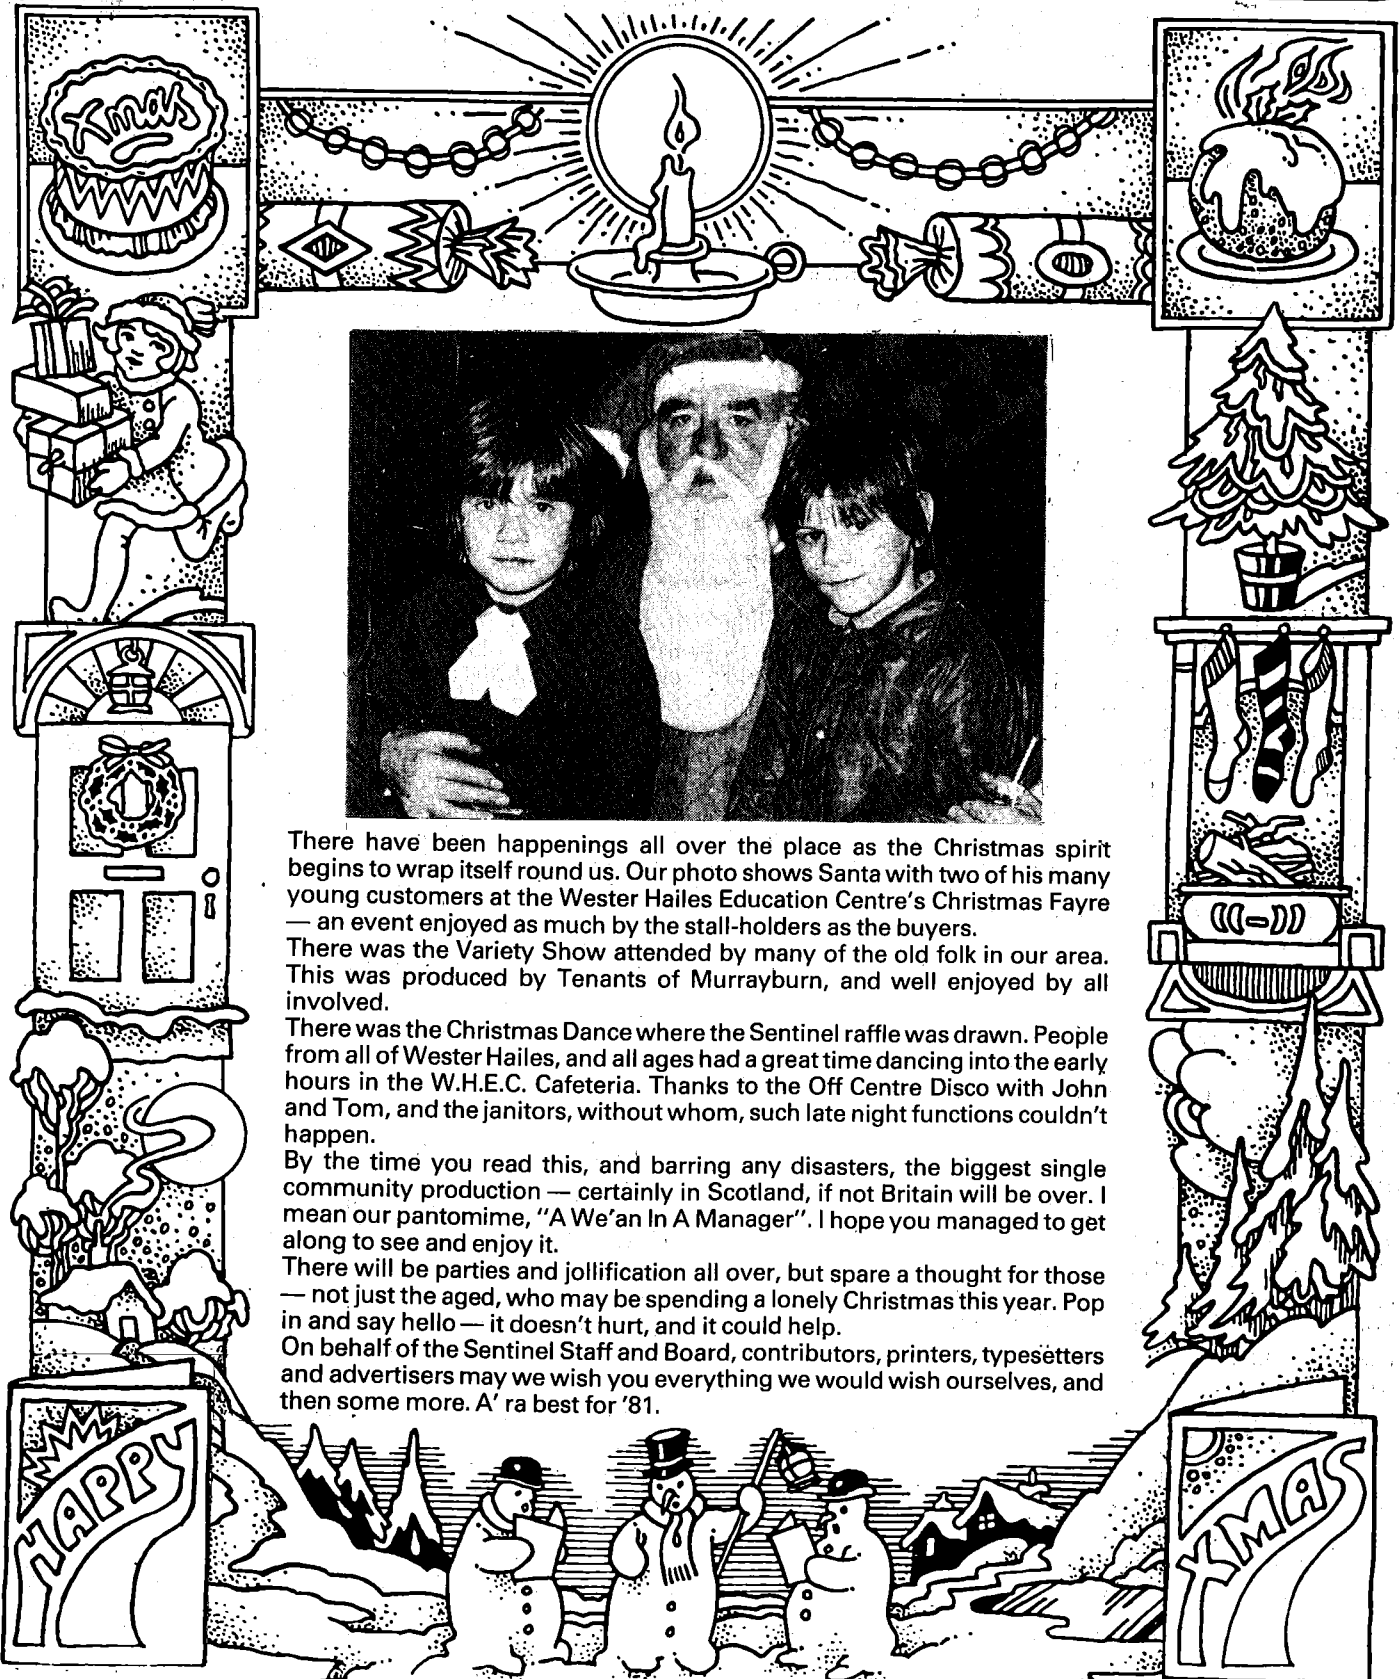 Xmas
There have been happenings all over the place as the Christmas spirit
begins to wrap itself round us. Our photo shows Santa with two of his many
young customers at the Wester Hailes Education Centre's Christmas Fayre
— an event enjoyed as much by the stall-holders as the buyers.
There was the Variety Show attended by many of the old folk in our area.
This was produced by Tenants of Murrayburn, and well enjoyed by all
involved.
There was the Christmas Dance where the Sentinel raffle was drawn. People
from all of Wester Hailes, and all ages had a great time dancing into the early
hours in the W.H.E.C. Cafeteria. Thanks to the Off Centre Disco with John
and Tom, and the janitors, without whom, such late night functions couldn't
happen.
By the time you read this, and barring any disasters, the biggest single
community production — certainly in Scotland, if not Britain will be over. I
mean our pantomime, "A We'an In A Manager". I hope you managed to get
along to see and enjoy it.
There will be parties and jollification all over, but spare a thought for those
— not just the aged, who may be spending a lonely Christmas this year. Pop
in and say hello — it doesn't hurt, and it could help.
On behalf of the Sentinel Staff and Board, contributors, printers, typesetters
and advertisers may we wish you everything we would wish ourselves, and
then some more. A' ra best for '81.
HAPPY
XMAS